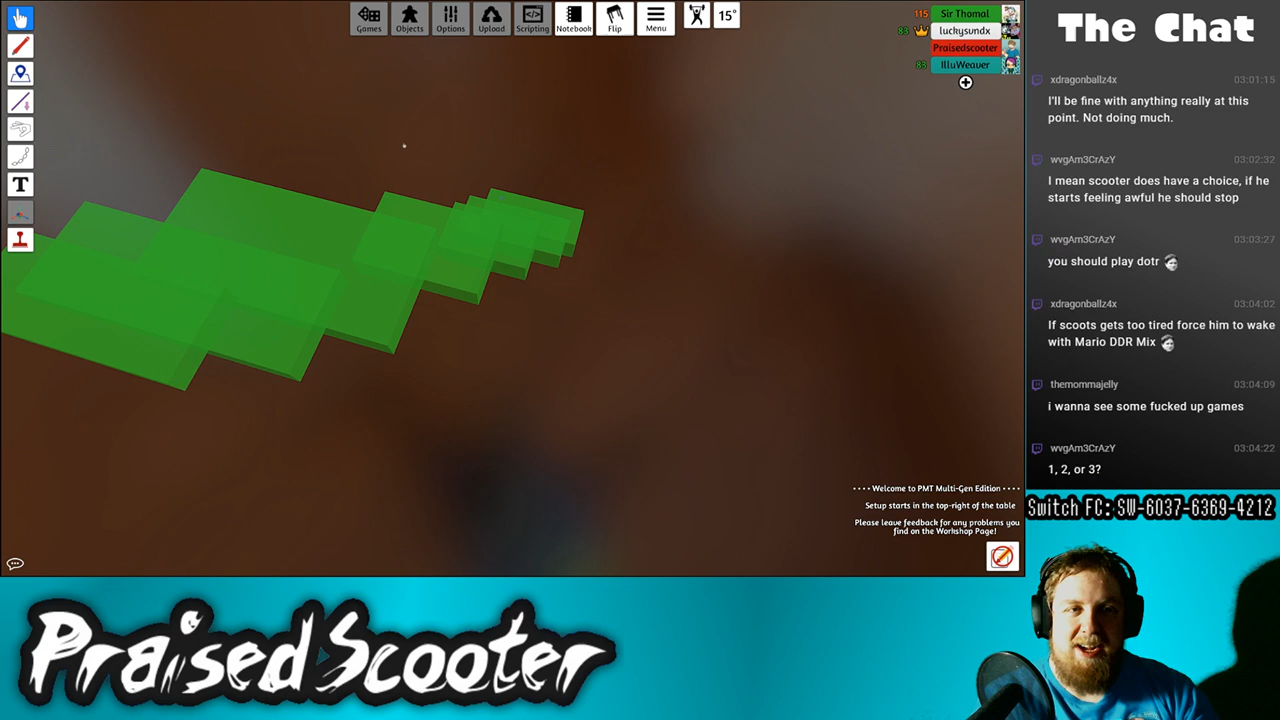 Games
Objects
Options
Upload
Scripting
Notebook
Flip
Menu
15°
115 Sir Thomal
83 luckysundx
Praisedscooter
83 IlluWeaver
T
The Chat
xdragonballz4x 03:01:15
I'll be fine with anything really at this
point. Not doing much.
wvgAm3CrAzY 03:02:32
I mean scooter does have a choice, if he
starts feeling awful he should stop
wvgAm3CrAzY 03:03:27
you should play dotr
xdragonballz4x 03:04:02
If scoots gets too tired force him to wake
with Mario DDR Mix
themommajelly 03:04:09
i wanna see some fucked up games
wvgAm3CrAzY 03:04:22
1, 2, or 3?
Switch FC: SW-6037-6369-4212
•••• Welcome to PMT Multi-Gen Edition ••••
Setup starts in the top-right of the table
Please leave feedback for any problems you
find on the Workshop Page!
PraisedScooter